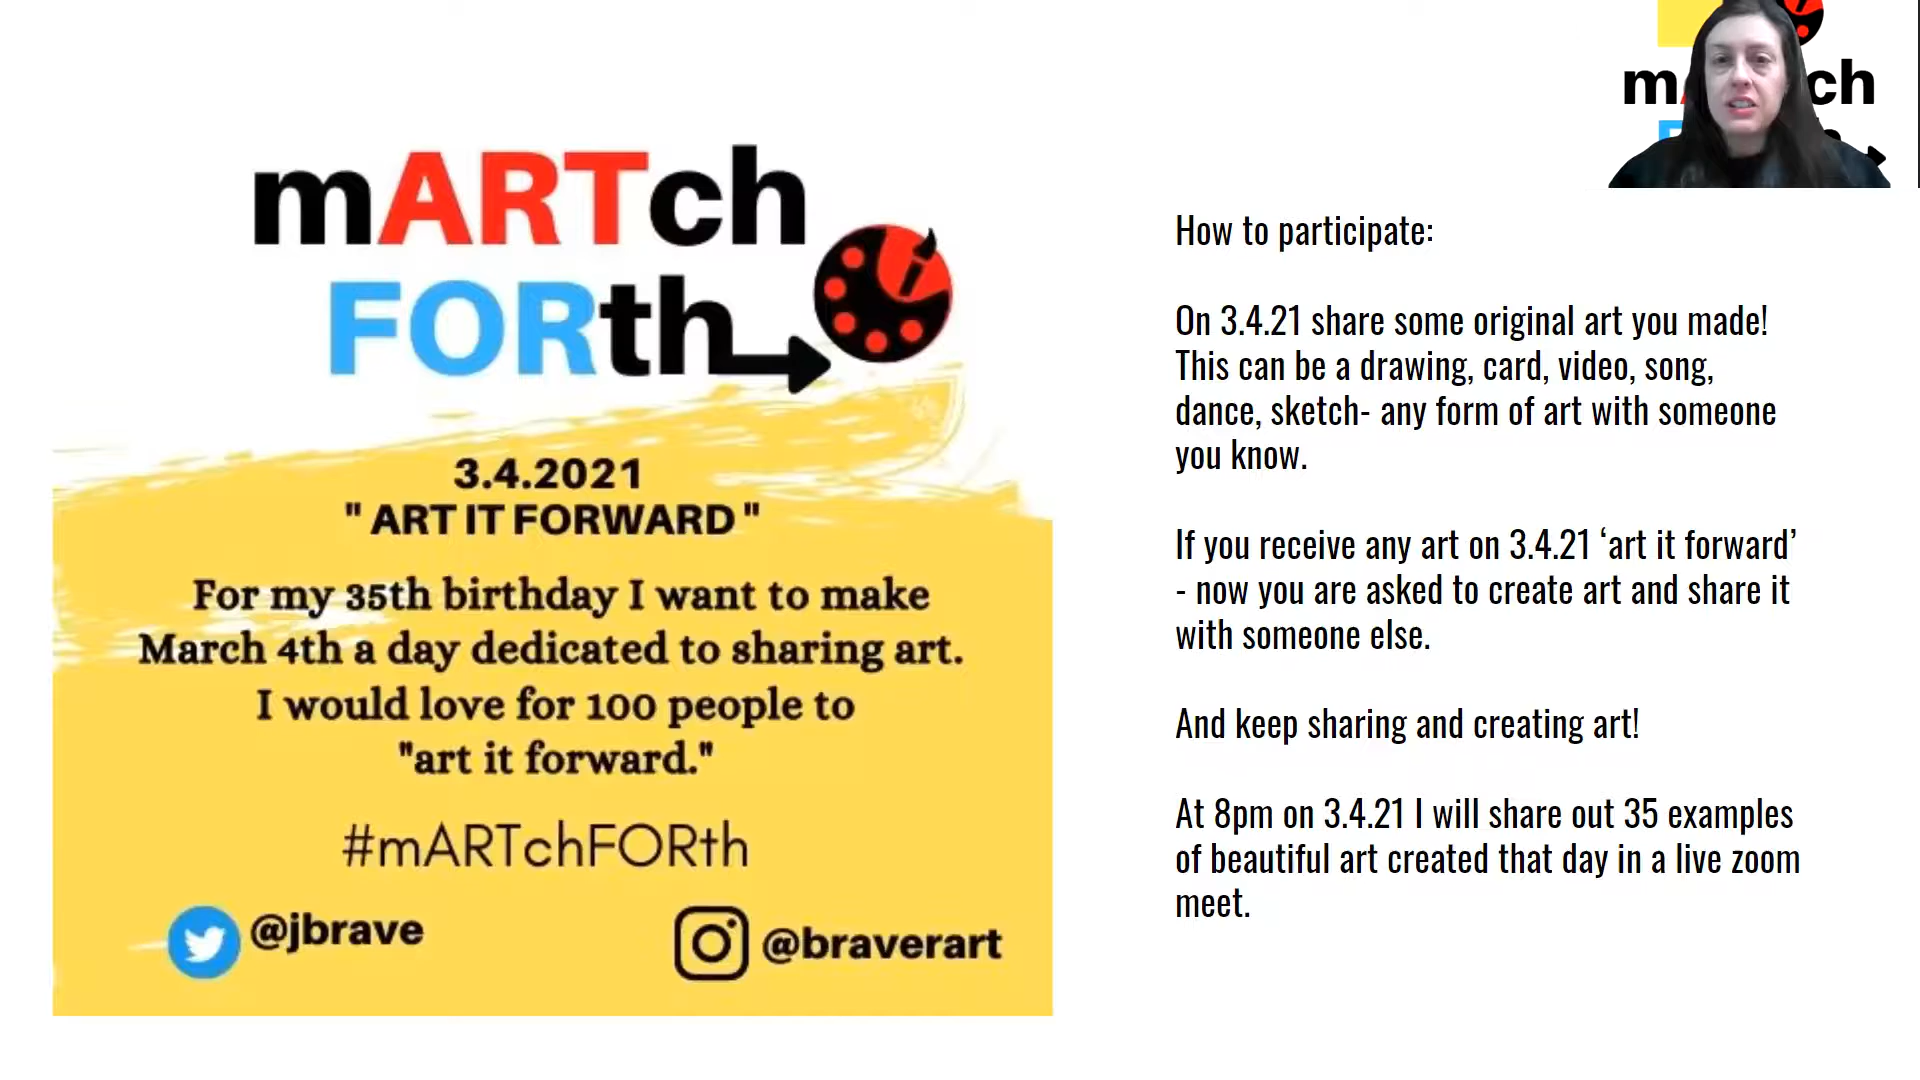 mARTch
FORth
3.4.2021
" ART IT FORWARD "
For my 35th birthday I want to make
March 4th a day dedicated to sharing art.
I would love for 100 people to
"art it forward."
#mARTchFORth
@jbrave
@braverart
m ch
How to participate:
On 3.4.21 share some original art you made!
This can be a drawing, card, video, song,
dance, sketch- any form of art with someone
you know.
If you receive any art on 3.4.21 ‘art it forward’
- now you are asked to create art and share it
with someone else.
And keep sharing and creating art!
At 8pm on 3.4.21 I will share out 35 examples
of beautiful art created that day in a live zoom
meet.